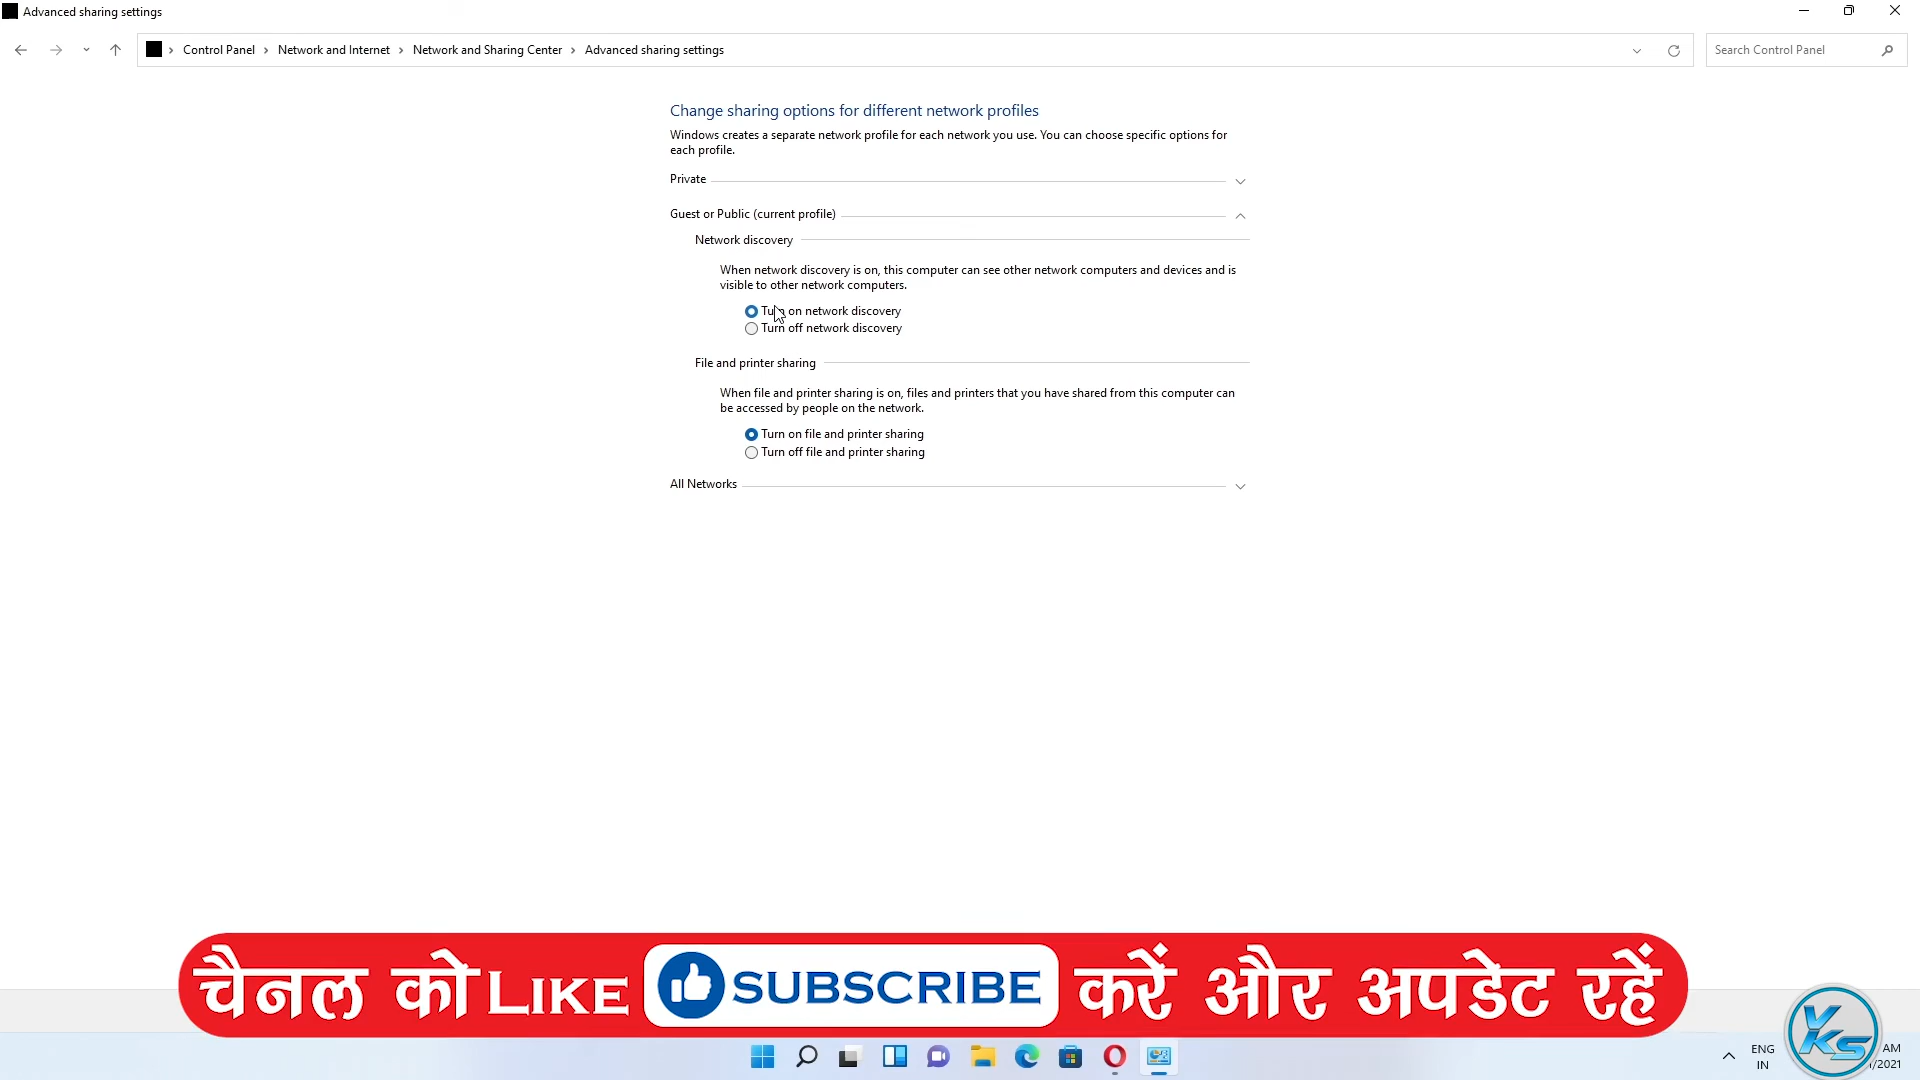 Advanced sharing settings
Control Panel > Network and Internet > Network and Sharing Center > Advanced sharing settings
Search Control Panel
Change sharing options for different network profiles
Windows creates a separate network profile for each network you use. You can choose specific options for
each profile.
Private
Guest or Public (current profile)
Network discovery
When network discovery is on, this computer can see other network computers and devices and is
visible to other network computers.
Turn on network discovery
Turn off network discovery
File and printer sharing
When file and printer sharing is on, files and printers that you have shared from this computer can
be accessed by people on the network.
Turn on file and printer sharing
Turn off file and printer sharing
All Networks
चैनल को LIKE SUBSCRIBE करें और अपडेट रहें
YKS
ENG
IN
AM
/2021